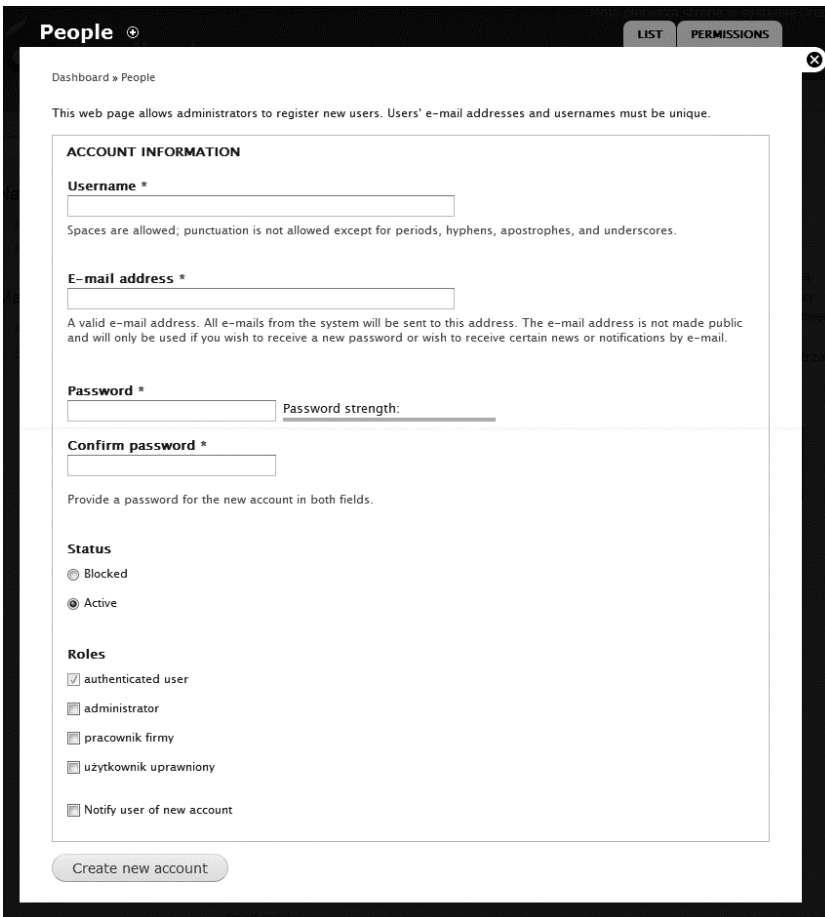 People
LIST PERMISSIONS
Dashboard » People
This web page allows administrators to register new users. Users' e-mail addresses and usernames must be unique.
ACCOUNT INFORMATION
Username *
Spaces are allowed; punctuation is not allowed except for periods, hyphens, apostrophes, and underscores.
E-mail address *
A valid e-mail address. All e-mails from the system will be sent to this address. The e-mail address is not made public
and will only be used if you wish to receive a new password or wish to receive certain news or notifications by e-mail.
Password *
Password strength:
Confirm password *
Provide a password for the new account in both fields.
Status
Blocked
Active
Roles
authenticated user
administrator
pracownik firmy
użytkownik uprawniony
Notify user of new account
Create new account